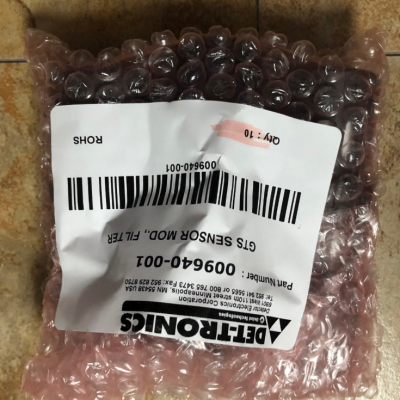 DET-TRONICS
Detector Electronics Corporation
6901 West 110th street Minneapolis, MN 55438 USA
Tel: 952 941 5665 or 800 765 3473 Fax: 952 829 8750
Part Number: 009640-001
GTS SENSOR MOD., FILTER
009640-001
Qty : 10
ROHS